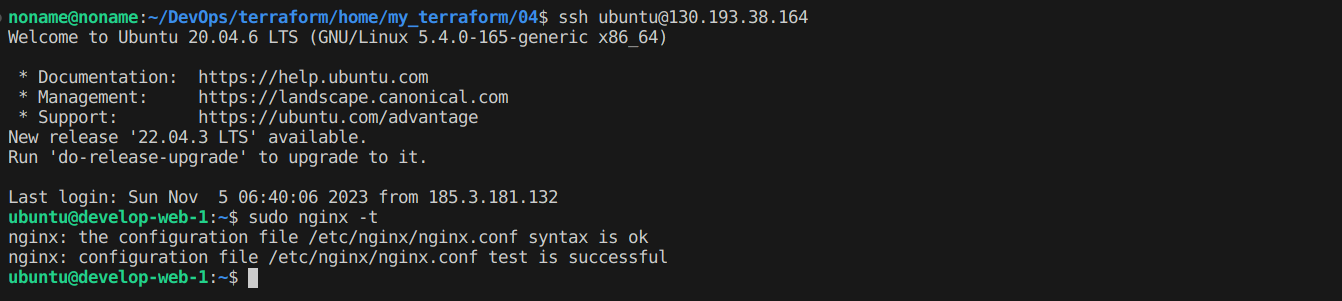 noname@noname:~/DevOps/terraform/home/my_terraform/04$ ssh ubuntu@130.193.38.164
Welcome to Ubuntu 20.04.6 LTS (GNU/Linux 5.4.0-165-generic x86_64)

 * Documentation:  https://help.ubuntu.com
 * Management:     https://landscape.canonical.com
 * Support:        https://ubuntu.com/advantage
New release '22.04.3 LTS' available.
Run 'do-release-upgrade' to upgrade to it.

Last login: Sun Nov  5 06:40:06 2023 from 185.3.181.132
ubuntu@develop-web-1:~$ sudo nginx -t
nginx: the configuration file /etc/nginx/nginx.conf syntax is ok
nginx: configuration file /etc/nginx/nginx.conf test is successful
ubuntu@develop-web-1:~$